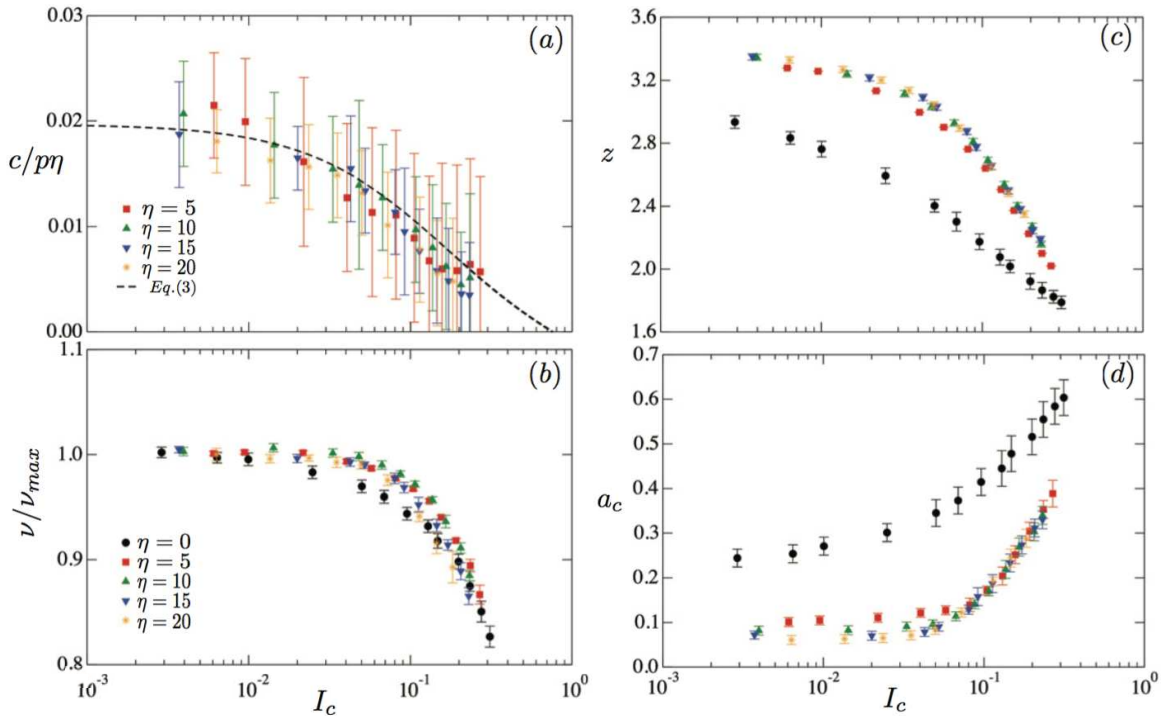 0.03
0.02
0.01
0.00
c/pη
(a)
η = 5
η = 10
η = 15
η = 20
Eq.(3)
1.1
1.0
0.9
0.8
ν/ν_max
(b)
η = 0
η = 5
η = 10
η = 15
η = 20
10^-3
10^-2
10^-1
10^0
I_c
3.6
3.2
2.8
2.4
2.0
1.6
z
(c)
0.7
0.6
0.5
0.4
0.3
0.2
0.1
0.0
a_c
(d)
10^-3
10^-2
10^-1
10^0
I_c